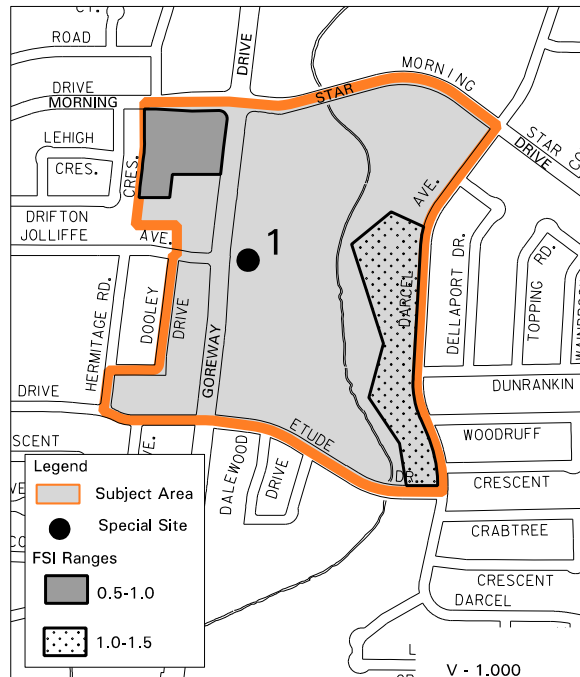 CT.
ROAD
DRIVE
MORNING
LEHIGH
CRES.
CRES.
DRIFTON
JOLLIFFE
AVE.
HERMITAGE RD.
DOOLEY
DRIVE
DRIVE
GOREWAY
DRIVE
STAR
MORNING
STAR
DRIVE
AVE.
DARCEL
DELLAPORT DR.
TOPPING RD.
1
DUNRANKIN
WOODRUFF
CRESCENT
CRABTREE
CRESCENT
DARCEL
ETUDE
DR.
DALEWOOD
DRIVE
AVE.
SCENT
Legend
Subject Area
Special Site
FSI Ranges
0.5-1.0
1.0-1.5
V - 1.000